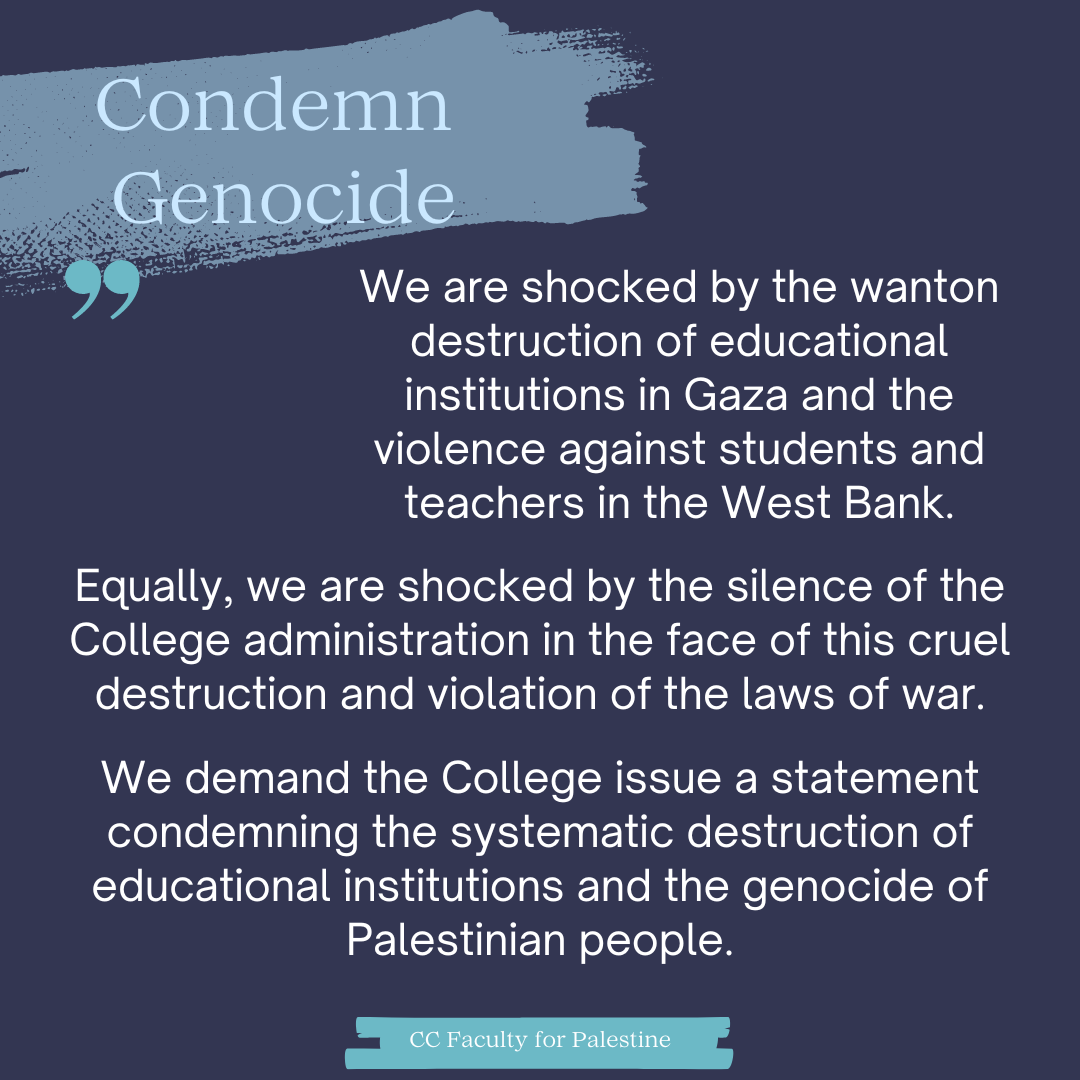 Condemn
Genocide
”
We are shocked by the wanton
destruction of educational
institutions in Gaza and the
violence against students and
teachers in the West Bank.
Equally, we are shocked by the silence of the
College administration in the face of this cruel
destruction and violation of the laws of war.
We demand the College issue a statement
condemning the systematic destruction of
educational institutions and the genocide of
Palestinian people.
CC Faculty for Palestine